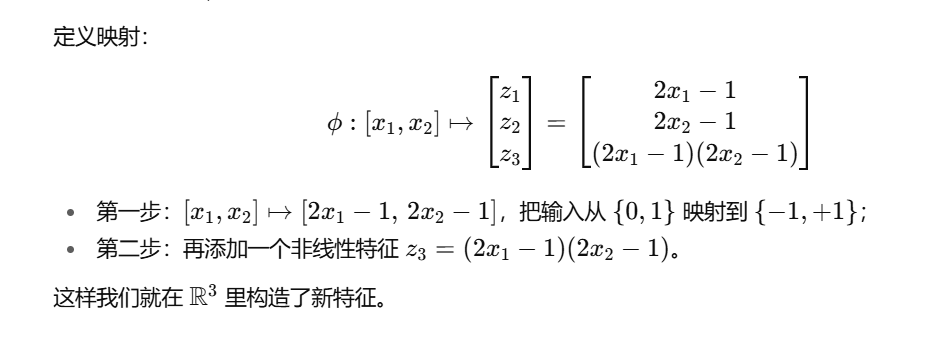 定义映射：
$$\phi : [x_1, x_2] \mapsto \begin{bmatrix} z_1 \\ z_2 \\ z_3 \end{bmatrix} = \begin{bmatrix} 2x_1 - 1 \\ 2x_2 - 1 \\ (2x_1 - 1)(2x_2 - 1) \end{bmatrix}$$
• 第一步：$[x_1, x_2] \mapsto [2x_1 - 1, 2x_2 - 1]$，把输入从 $\{0, 1\}$ 映射到 $\{-1, +1\}$；
• 第二步：再添加一个非线性特征 $z_3 = (2x_1 - 1)(2x_2 - 1)$。
这样我们就在 $\mathbb{R}^3$ 里构造了新特征。